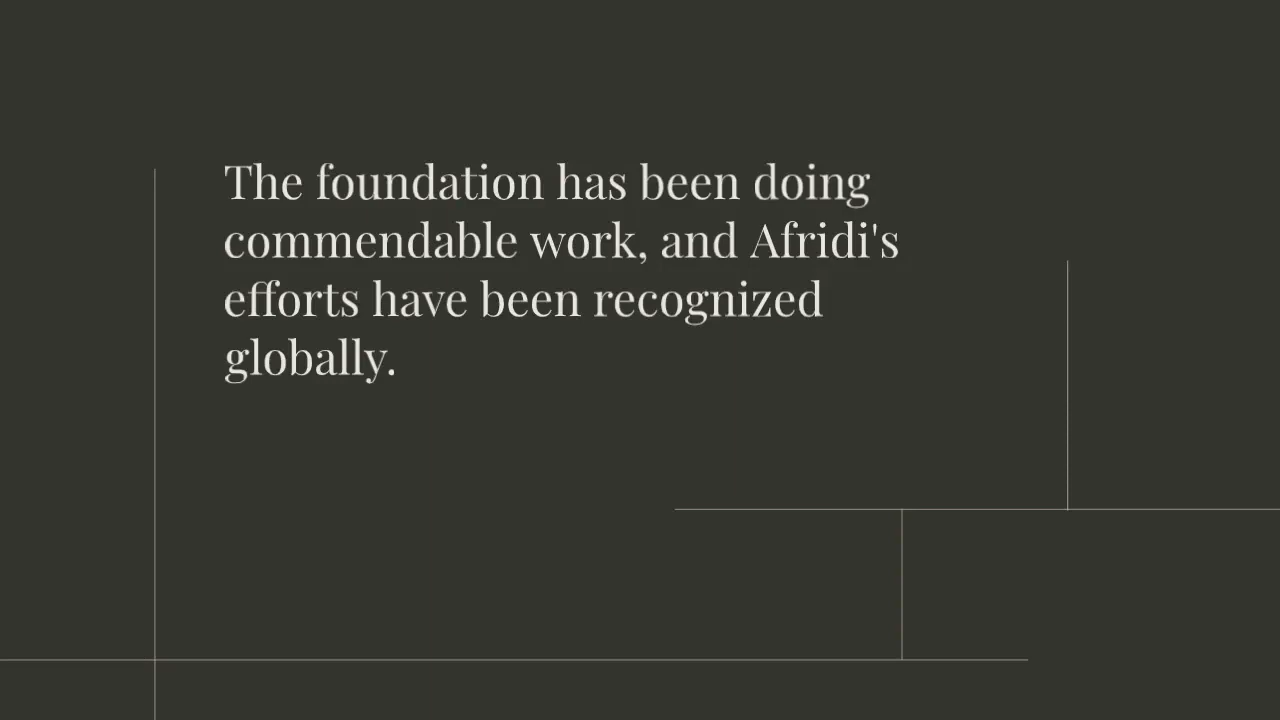 The foundation has been doing
commendable work, and Afridi's
efforts have been recognized
globally.